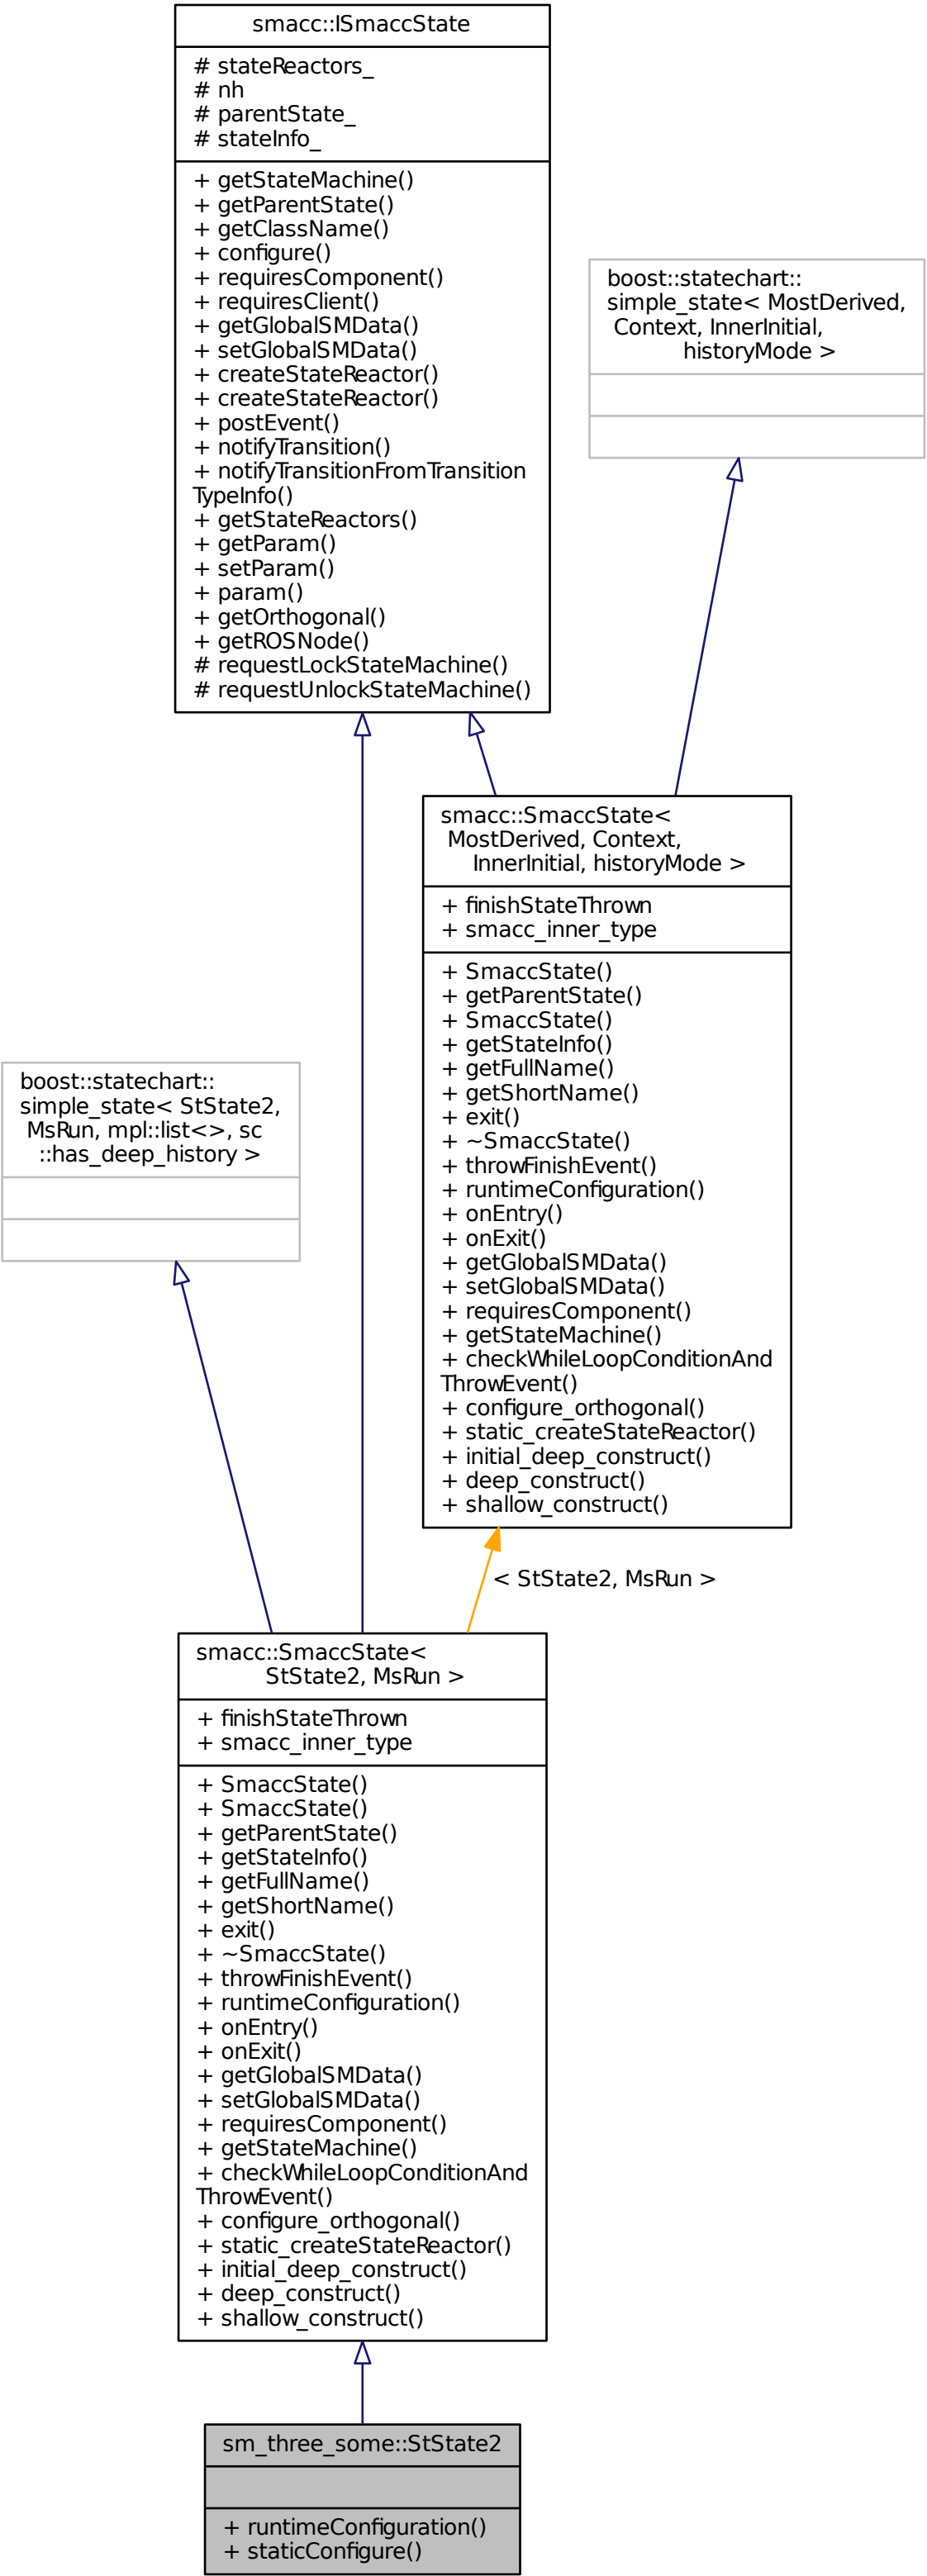 smacc::ISmaccState
# stateReactors_
# nh
# parentState_
# stateInfo_
+ getStateMachine()
+ getParentState()
+ getClassName()
+ configure()
+ requiresComponent()
+ requiresClient()
+ getGlobalSMData()
+ setGlobalSMData()
+ createStateReactor()
+ createStateReactor()
+ postEvent()
+ notifyTransition()
+ notifyTransitionFromTransition
TypeInfo()
+ getStateReactors()
+ getParam()
+ setParam()
+ param()
+ getOrthogonal()
+ getROSNode()
# requestLockStateMachine()
# requestUnlockStateMachine()
boost::statechart::
simple_state< MostDerived,
Context, InnerInitial,
historyMode >
smacc::SmaccState<
MostDerived, Context,
InnerInitial, historyMode >
+ finishStateThrown
+ smacc_inner_type
+ SmaccState()
+ getParentState()
+ SmaccState()
+ getStateInfo()
+ getFullName()
+ getShortName()
+ exit()
+ ~SmaccState()
+ throwFinishEvent()
+ runtimeConfiguration()
+ onEntry()
+ onExit()
+ getGlobalSMData()
+ setGlobalSMData()
+ requiresComponent()
+ getStateMachine()
+ checkWhileLoopConditionAnd
ThrowEvent()
+ configure_orthogonal()
+ static_createStateReactor()
+ initial_deep_construct()
+ deep_construct()
+ shallow_construct()
boost::statechart::
simple_state< StState2,
MsRun, mpl::list<>, sc
::has_deep_history >
< StState2, MsRun >
smacc::SmaccState<
StState2, MsRun >
+ finishStateThrown
+ smacc_inner_type
+ SmaccState()
+ SmaccState()
+ getParentState()
+ getStateInfo()
+ getFullName()
+ getShortName()
+ exit()
+ ~SmaccState()
+ throwFinishEvent()
+ runtimeConfiguration()
+ onEntry()
+ onExit()
+ getGlobalSMData()
+ setGlobalSMData()
+ requiresComponent()
+ getStateMachine()
+ checkWhileLoopConditionAnd
ThrowEvent()
+ configure_orthogonal()
+ static_createStateReactor()
+ initial_deep_construct()
+ deep_construct()
+ shallow_construct()
sm_three_some::StState2
+ runtimeConfiguration()
+ staticConfigure()